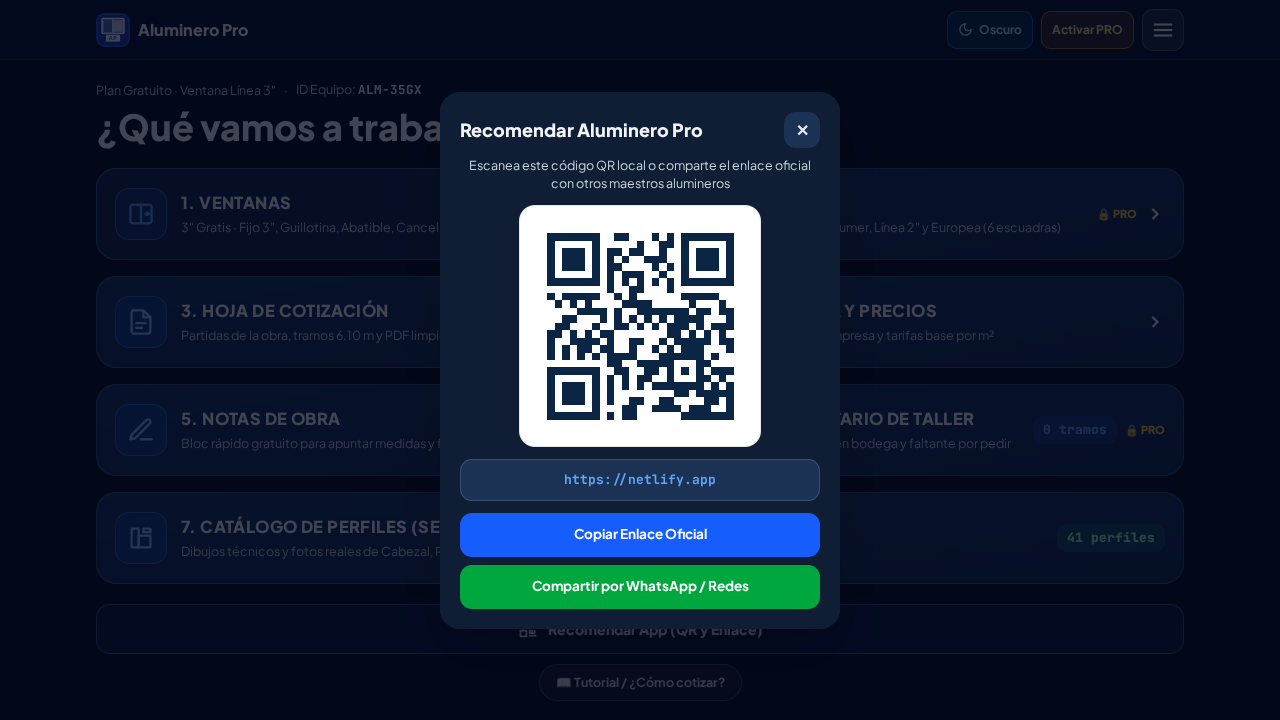 Aluminero Pro
Oscuro
Activar PRO
Plan Gratuito · Ventana Línea 3" · ID Equipo: ALM-35GX
¿Qué vamos a traba
Recomendar Aluminero Pro
✕
Escanea este código QR local o comparte el enlace oficial
con otros maestros alumineros
1. VENTANAS
3" Gratis · Fijo 3", Guillotina, Abatible, Cancel
umer, Línea 2" y Europea (6 escuadras)
🔒 PRO
3. HOJA DE COTIZACIÓN
Partidas de la obra, tramos 6.10 m y PDF limpi
Y PRECIOS
presa y tarifas base por m²
5. NOTAS DE OBRA
Bloc rápido gratuito para apuntar medidas y f
TARIO DE TALLER
en bodega y faltante por pedir
0 tramos
🔒 PRO
7. CATÁLOGO DE PERFILES (SE
Dibujos técnicos y fotos reales de Cabezal, R
41 perfiles
https://netlify.app
Copiar Enlace Oficial
Compartir por WhatsApp / Redes
Recomendar App (QR y Enlace)
📖 Tutorial / ¿Cómo cotizar?